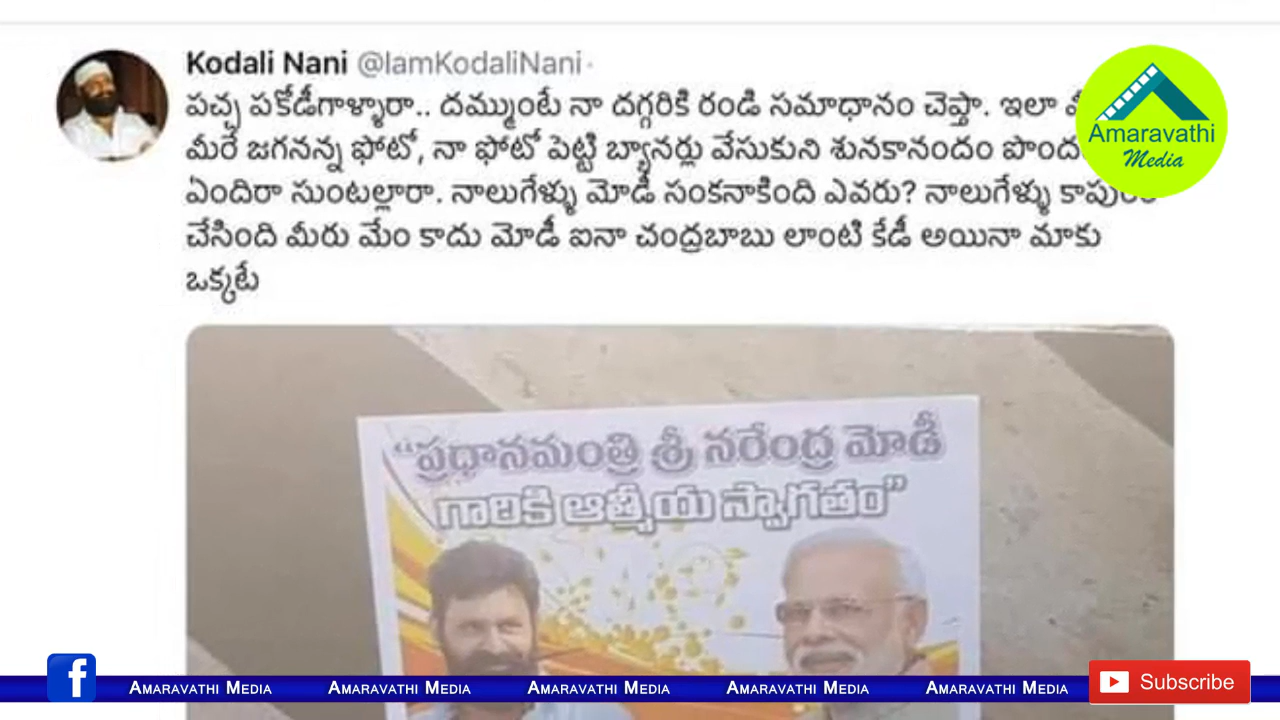 Kodali Nani @IamKodaliNani·
పచ్చ పకోడీగాళ్ళారా.. దమ్ముంటే నా దగ్గరికి రండి సమాధానం చెప్తా. ఇలా
మీరే జగనన్న ఫోటో, నా ఫోటో పెట్టి బ్యానర్లు వేసుకుని శునకానందం
ఏందిరా సుంటల్లారా. నాలుగేళ్ళు మోడీ సంకనాకింది ఎవరు? నాలుగేళ్ళు
చేసింది మీరు మేం కాదు మోడీ ఐనా చంద్రబాబు లాంటి కేడీ అయినా మాకు
ఒక్కటే
Amaravathi
Media
“ప్రధానమంత్రి శ్రీ నరేంద్ర మోడీ
గారికి ఆత్మీయ స్వాగతం”
f AMARAVATHI MEDIA AMARAVATHI MEDIA AMARAVATHI MEDIA AMARAVATHI MEDIA AMARAVATHI MEDIA Subscribe